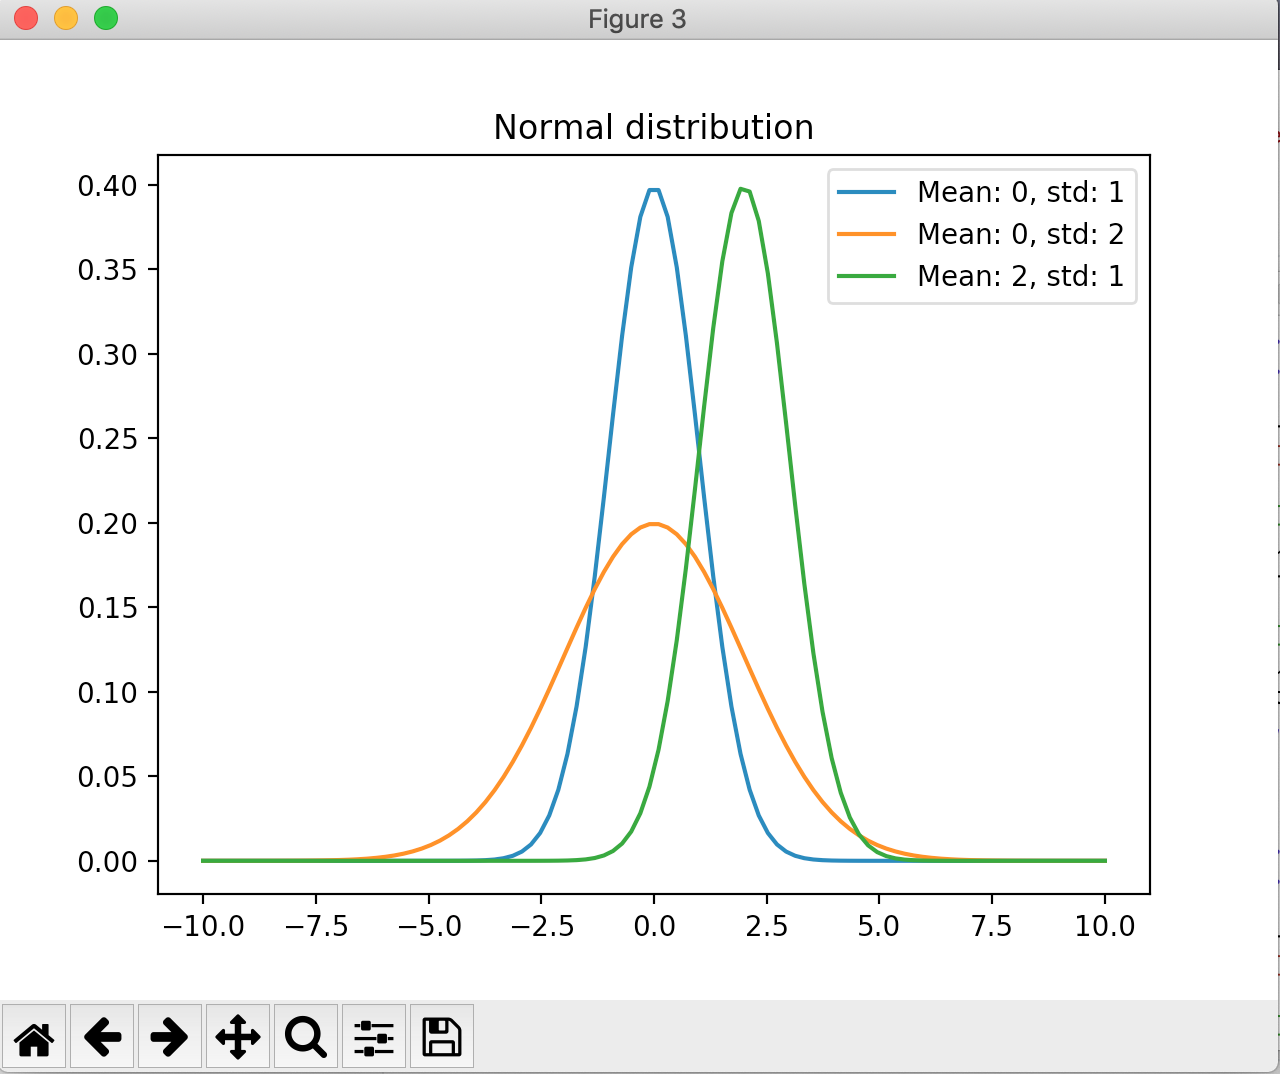 Figure 3
Normal distribution
Mean: 0, std: 1
Mean: 0, std: 2
Mean: 2, std: 1
0.40
0.35
0.30
0.25
0.20
0.15
0.10
0.05
0.00
−10.0 −7.5 −5.0 −2.5 0.0 2.5 5.0 7.5 10.0